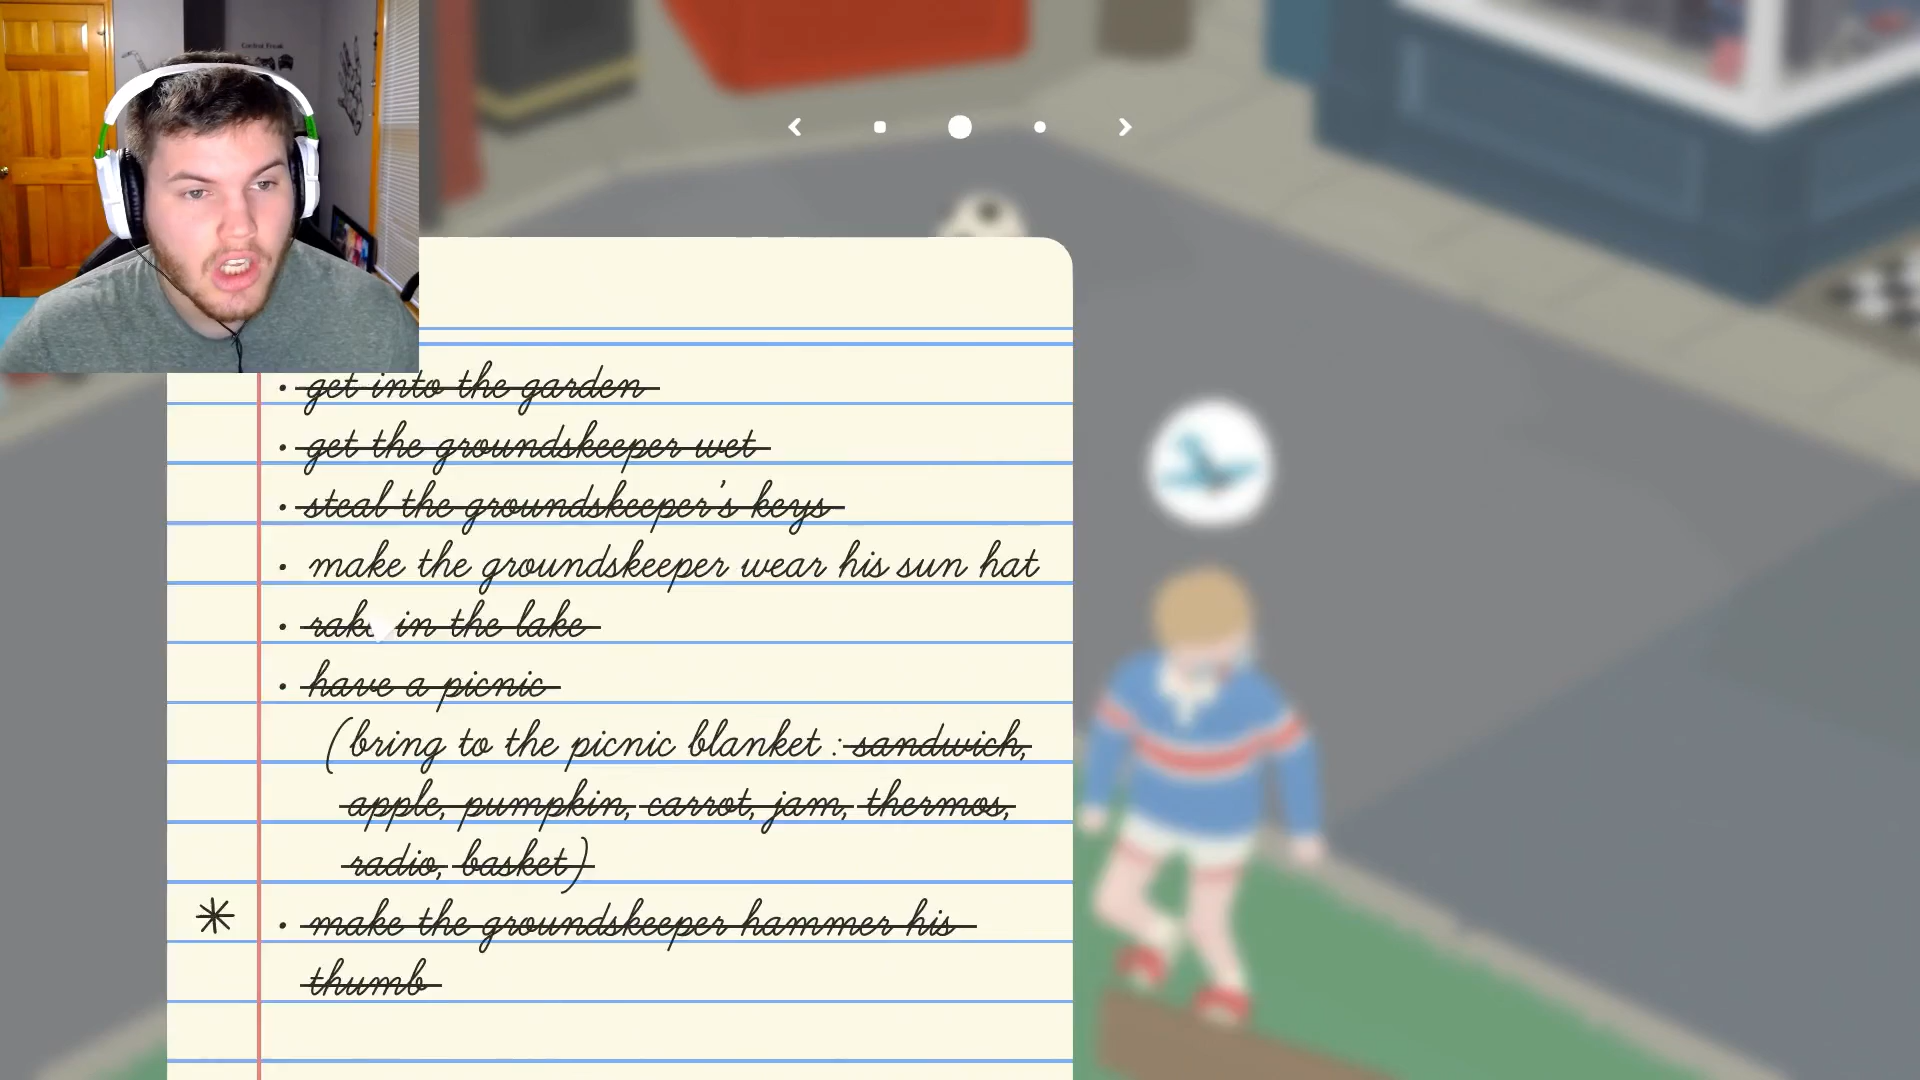 Control Freak
• get into the garden
• get the groundskeeper wet
• steal the groundskeeper's keys
• make the groundskeeper wear his sun hat
• rake in the lake
• have a picnic
(bring to the picnic blanket : sandwich,
apple, pumpkin, carrot, jam, thermos,
radio, basket)
* • make the groundskeeper hammer his
thumb